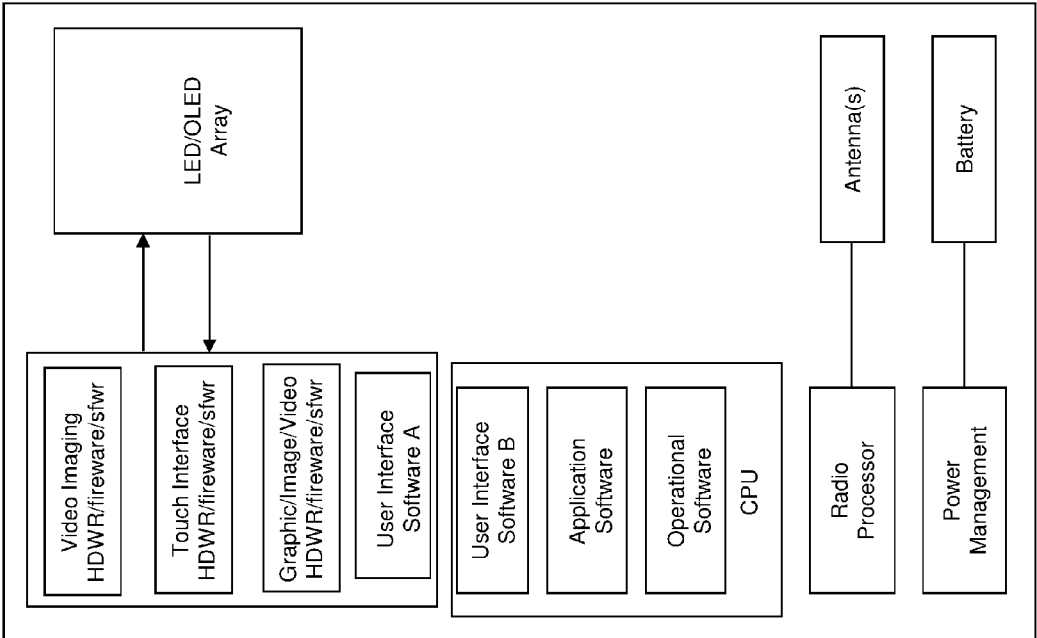 LED/OLED
Array
Antenna(s)
Battery
Video Imaging
HDWR/fireware/sfwr
Touch Interface
HDWR/fireware/sfwr
Graphic/Image/Video
HDWR/fireware/sfwr
User Interface
Software A
User Interface
Software B
Application
Software
Operational
Software
CPU
Radio
Processor
Power
Management